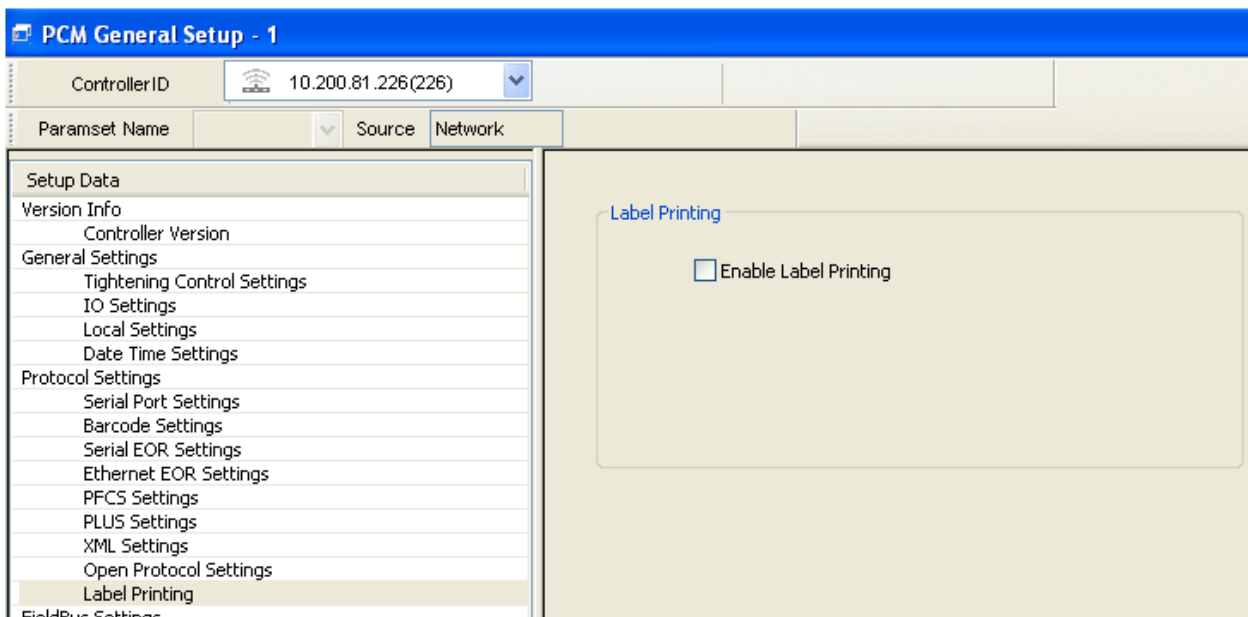 PCM General Setup - 1
ControllerID 10.200.81.226(226)
Paramset Name Source Network
Setup Data
Version Info
Controller Version
General Settings
Tightening Control Settings
IO Settings
Local Settings
Date Time Settings
Protocol Settings
Serial Port Settings
Barcode Settings
Serial EOR Settings
Ethernet EOR Settings
PFCS Settings
PLUS Settings
XML Settings
Open Protocol Settings
Label Printing
FieldBus Settings
Label Printing
Enable Label Printing